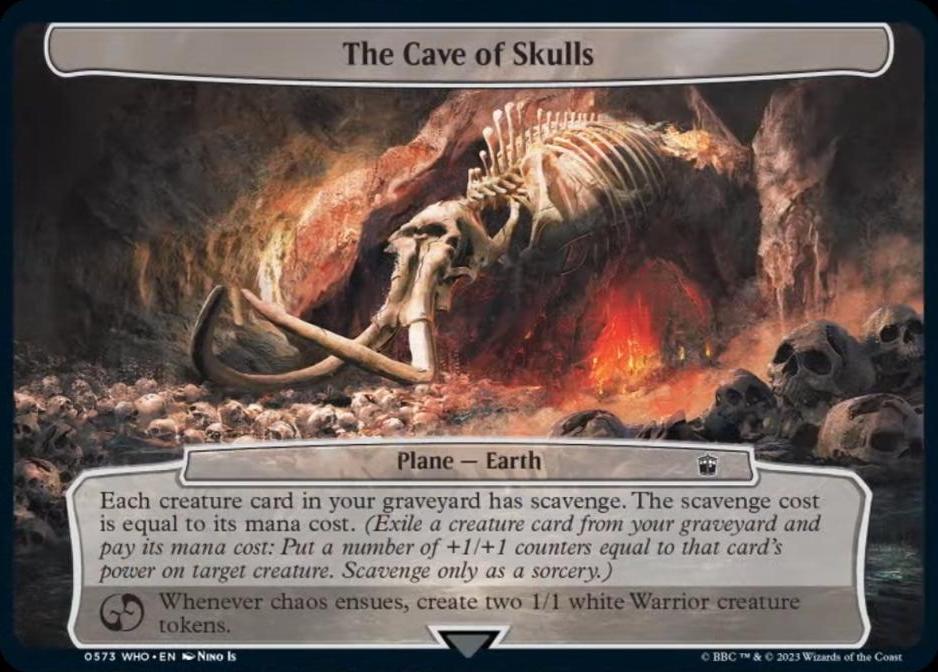 The Cave of Skulls
Plane — Earth
Each creature card in your graveyard has scavenge. The scavenge cost
is equal to its mana cost. (Exile a creature card from your graveyard and
pay its mana cost: Put a number of +1/+1 counters equal to that card's
power on target creature. Scavenge only as a sorcery.)
Whenever chaos ensues, create two 1/1 white Warrior creature
tokens.
0573 WHO • EN Nino Is
© BBC ™ & © 2023 Wizards of the Coast